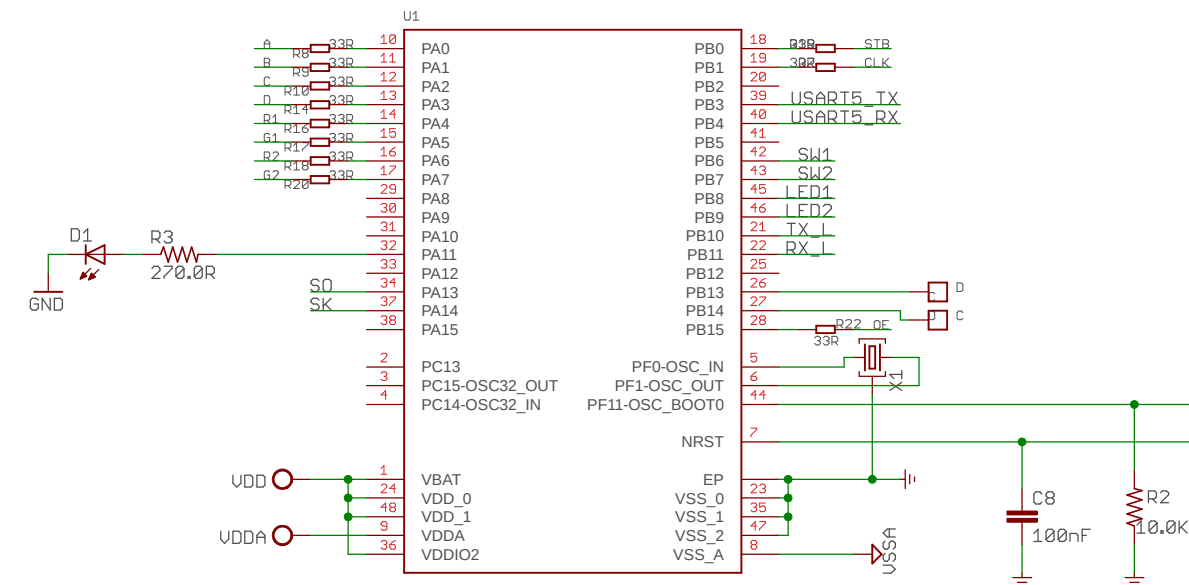 U1
A 33R 10 PA0
R8
B 33R 11 PA1
R9
C 33R 12 PA2
R10
D 33R 13 PA3
R14
R1 33R 14 PA4
R16
G1 33R 15 PA5
R17
R2 33R 16 PA6
R18
G2 33R 17 PA7
R20
29 PA8
30 PA9
31 PA10
D1 R3 32 PA11
270.0R
GND
33 PA12
SO 34 PA13
SK 37 PA14
38 PA15
2 PC13
3 PC15-OSC32_OUT
4 PC14-OSC32_IN
VDD 1 VBAT
24 VDD_0
48 VDD_1
VDDA 9 VDDA
36 VDDIO2
PB0 18 STB
PB1 19 CLK
PB2 20
PB3 39 USART5_TX
PB4 40 USART5_RX
PB5 41
PB6 42 SW1
PB7 43 SW2
PB8 45 LED1
PB9 46 LED2
PB10 21 TX_L
PB11 22 RX_L
PB12 25
PB13 26 C D
PB14 27 D C
PB15 28 R22 OE
33R
PF0-OSC_IN 5
PF1-OSC_OUT 6 X1
PF11-OSC_BOOT0 44
NRST 7
EP
VSS_0 23
VSS_1 35
VSS_2 47
VSS_A 8 VSSA
C8
100nF
R2
10.0K